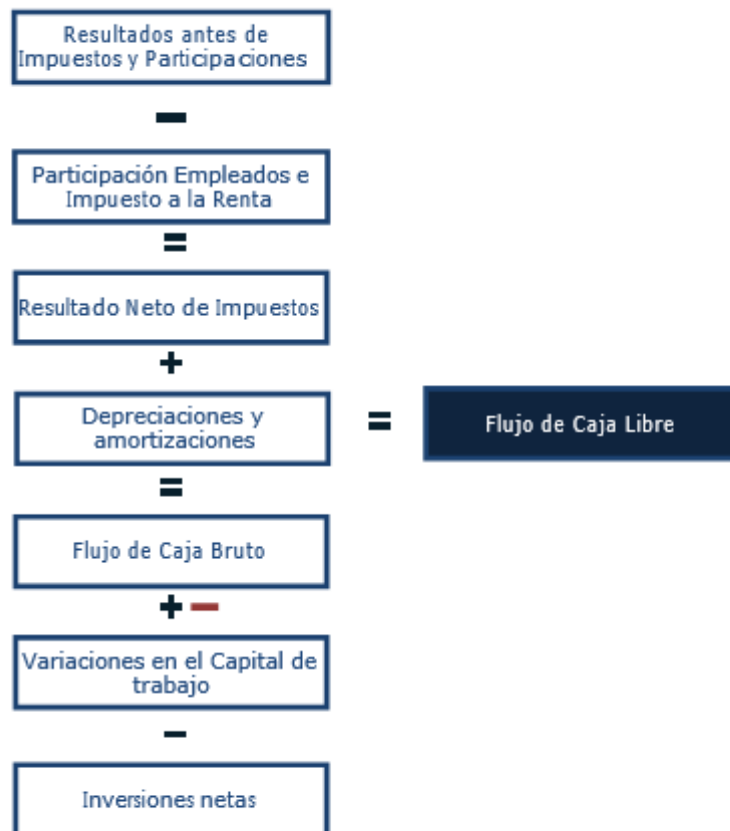 Resultados antes de
Impuestos y Participaciones
−
Participación Empleados e
Impuesto a la Renta
=
Resultado Neto de Impuestos
+
Depreciaciones y
amortizaciones
=
Flujo de Caja Libre
=
Flujo de Caja Bruto
+ −
Variaciones en el Capital de
trabajo
−
Inversiones netas